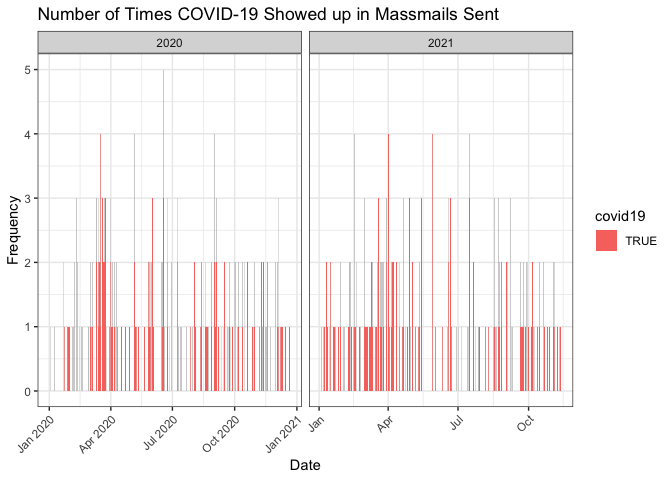 Number of Times COVID-19 Showed up in Massmails Sent
2020
2021
5
4
3
2
1
0
Frequency
Jan 2020
Apr 2020
Jul 2020
Oct 2020
Jan 2021
Jan
Apr
Jul
Oct
Date
covid19
TRUE